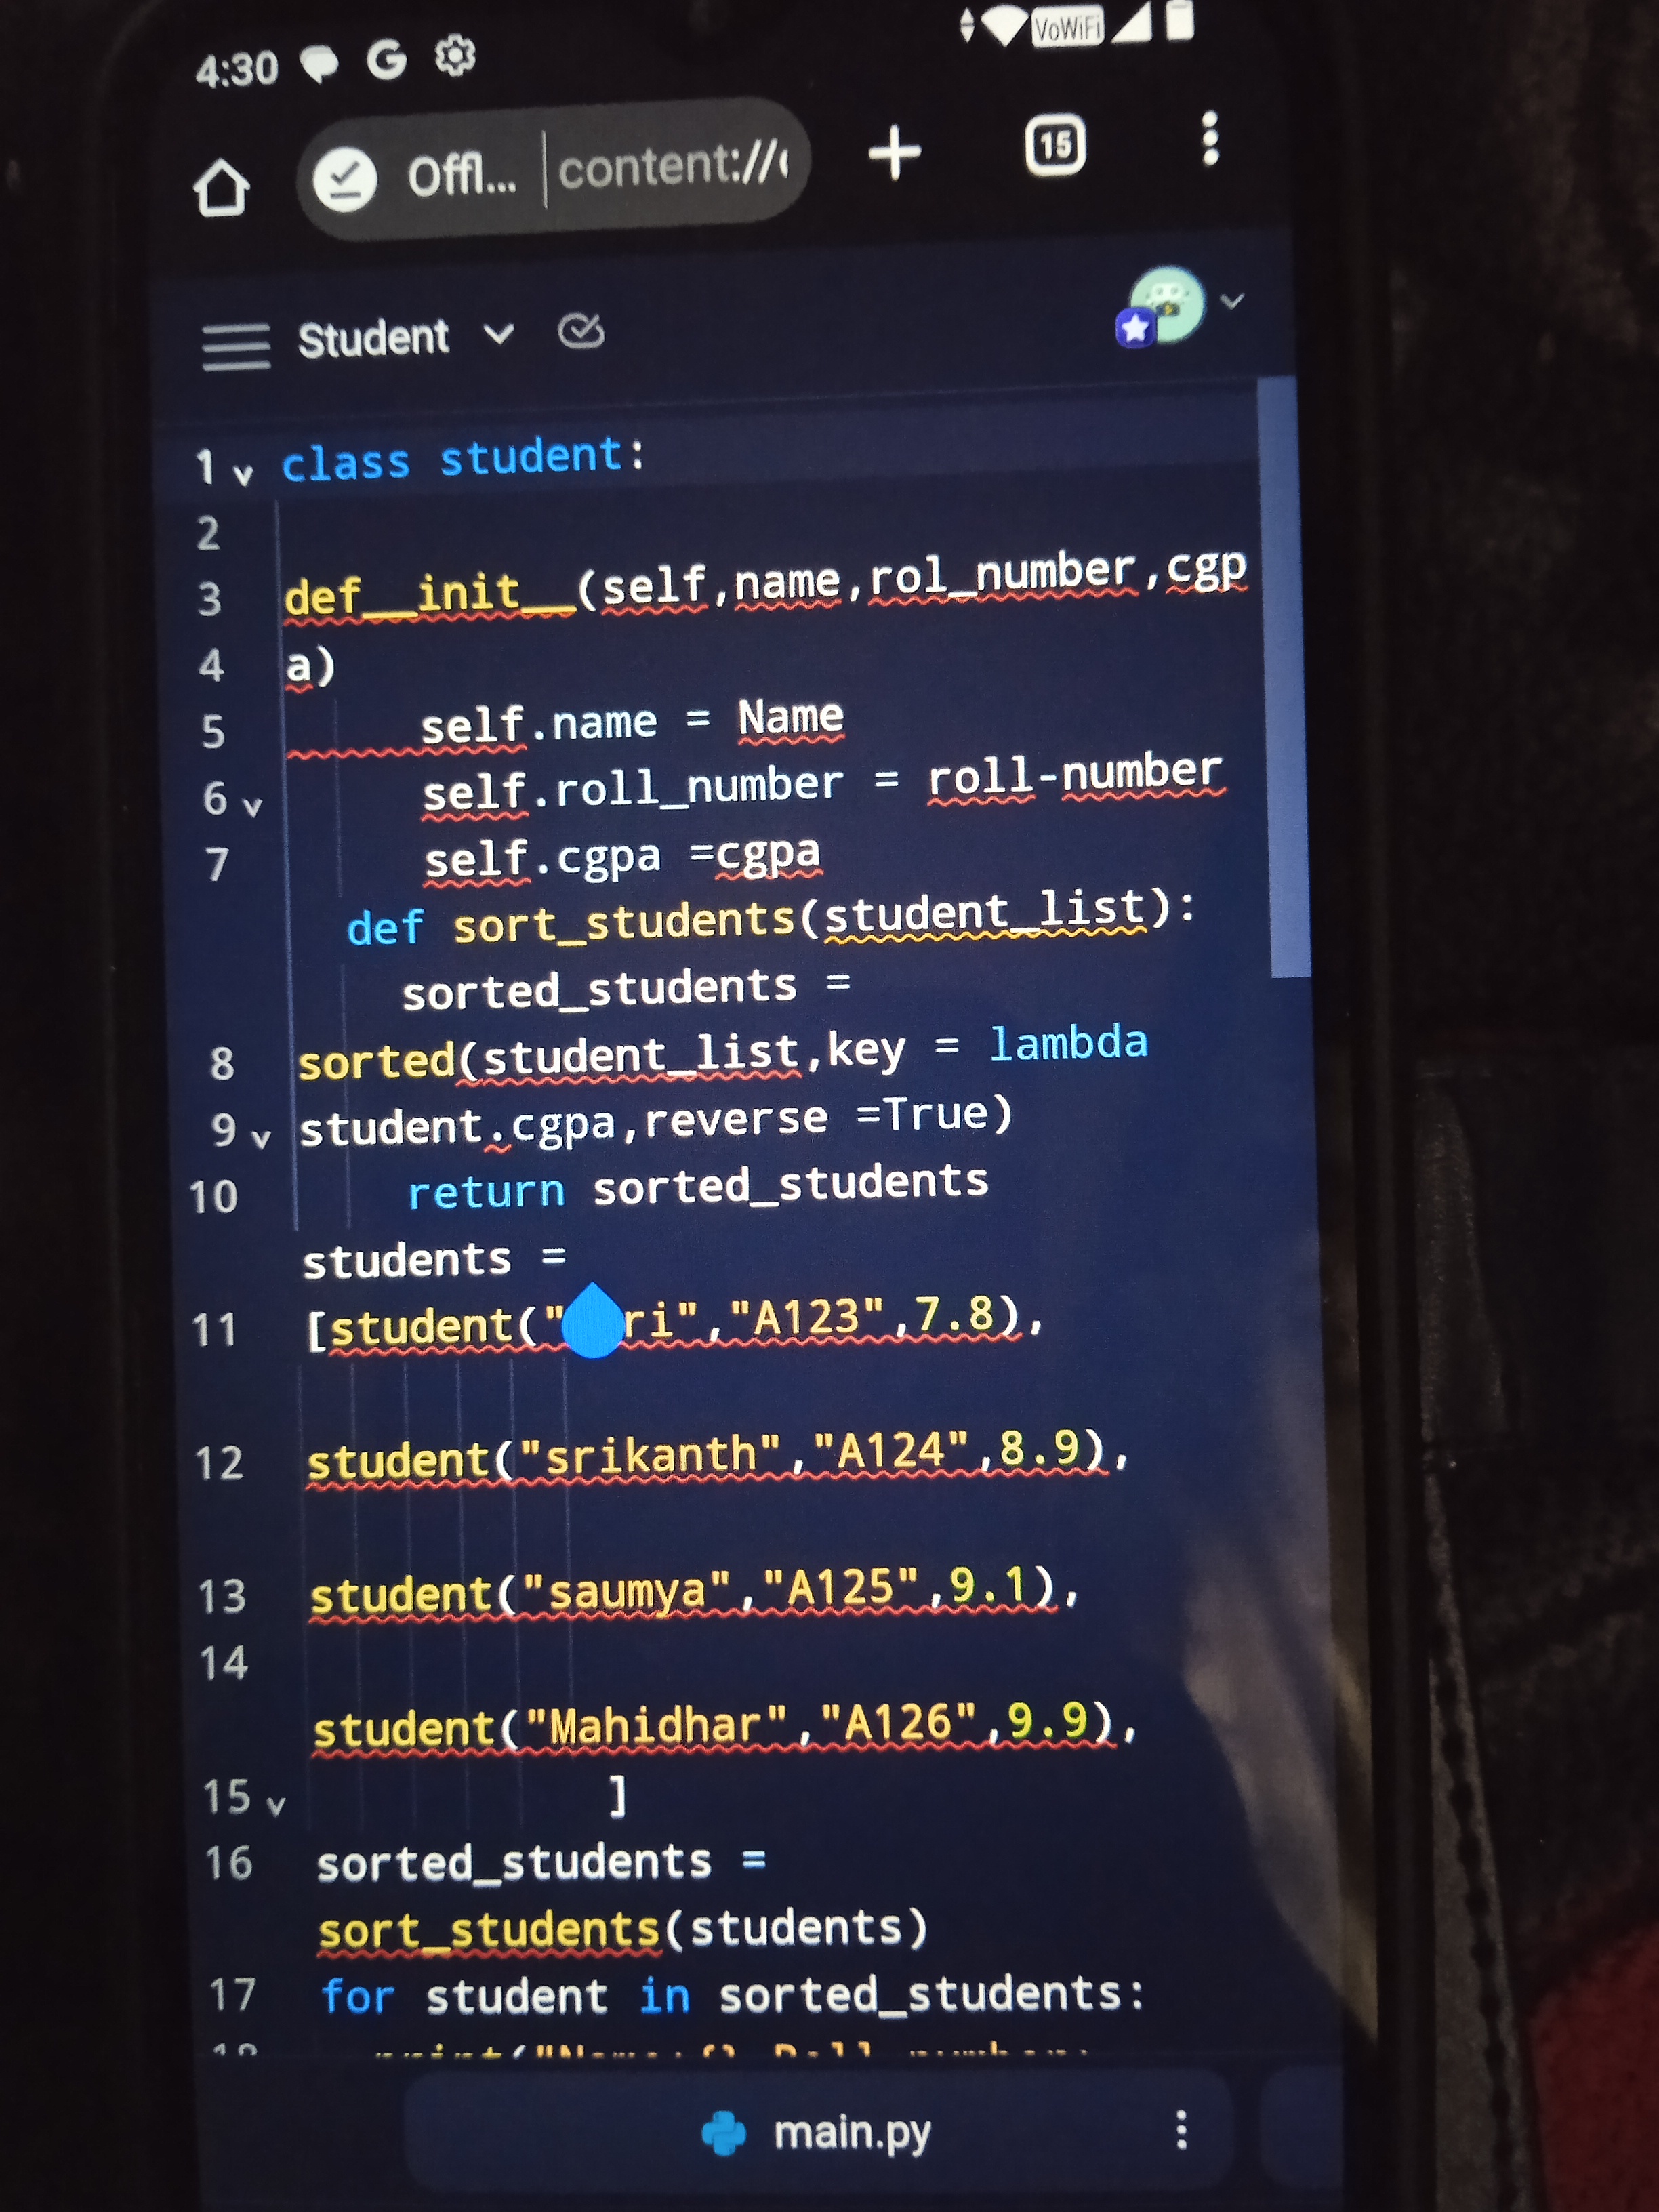 4:30 G VoWiFi
Offl... content:// 15
Student
1 class student:
2
3 def__init__(self,name,rol_number,cgp
4 a)
5 self.name = Name
6 self.roll_number = roll-number
7 self.cgpa =cgpa
def sort_students(student_list):
sorted_students =
8 sorted(student_list,key = lambda
9 student.cgpa,reverse =True)
10 return sorted_students
students =
11 [student(" ri","A123",7.8),
12 student("srikanth","A124",8.9),
13 student("saumya","A125",9.1),
14
student("Mahidhar","A126",9.9),
15 ]
16 sorted_students =
sort_students(students)
17 for student in sorted_students:
main.py